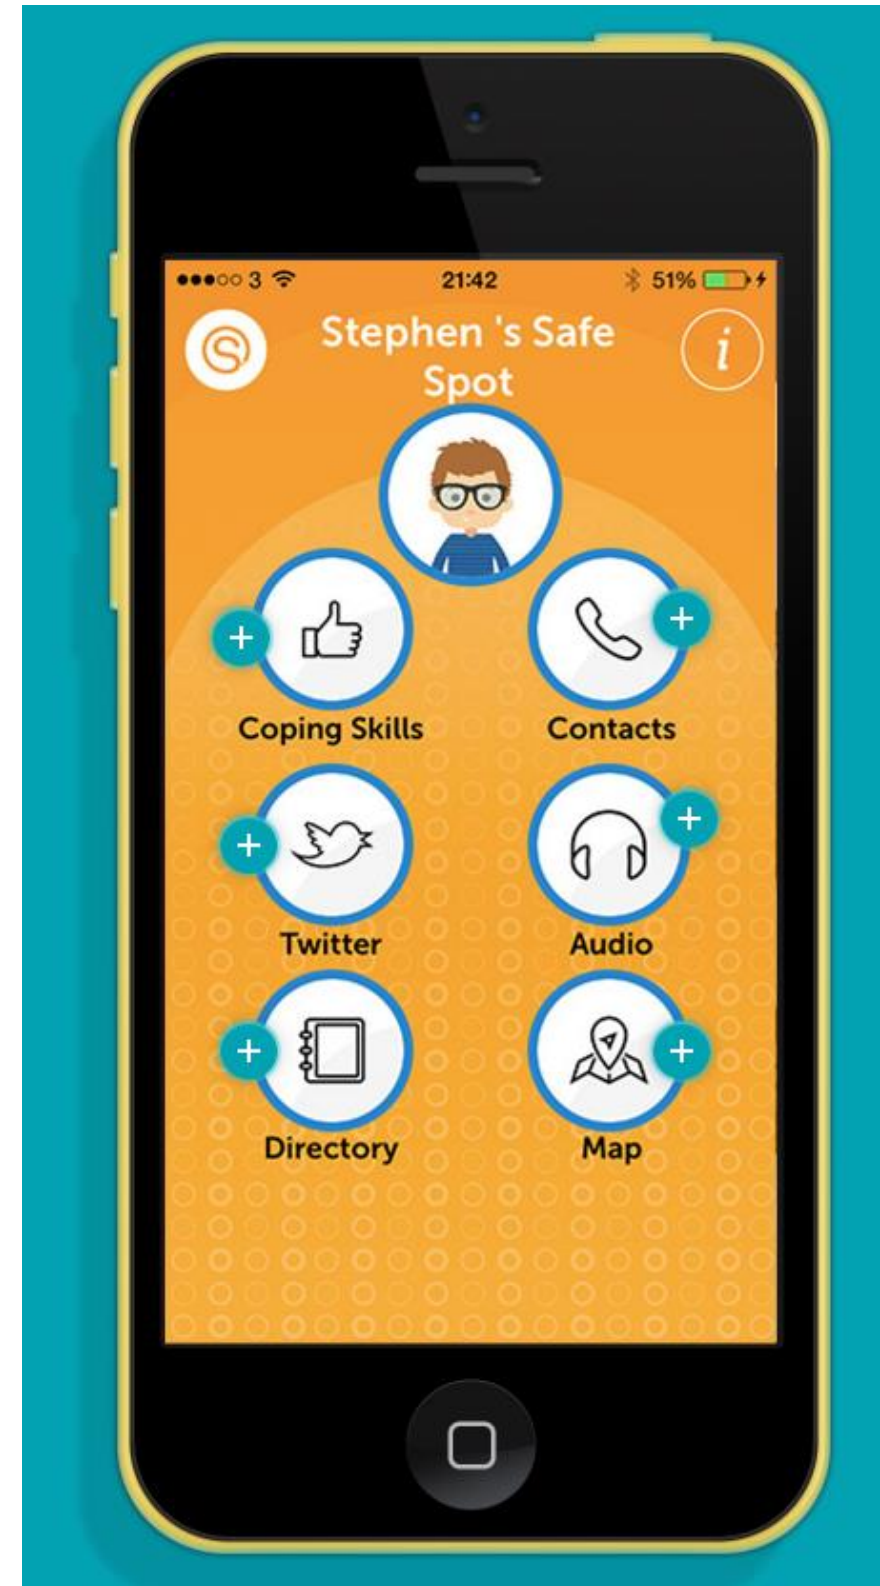 3 21:42 51%
Stephen 's Safe
Spot
i
Coping Skills Contacts
Twitter Audio
Directory Map